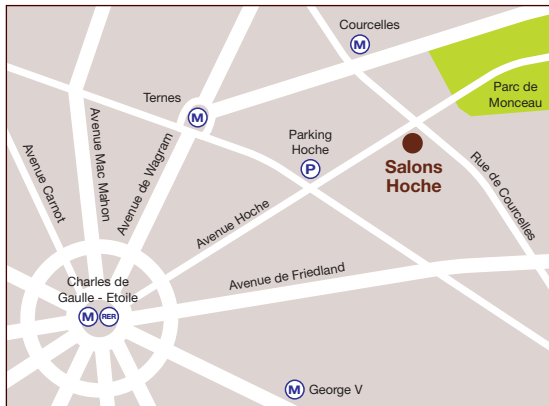 Courcelles
M
Ternes
M
Parc de
Monceau
Parking
Hoche
P
Salons
Hoche
Avenue Carnot
Avenue Mac Mahon
Avenue de Wagram
Avenue Hoche
Rue de Courcelles
Avenue de Friedland
Charles de
Gaulle - Etoile
M RER
M George V